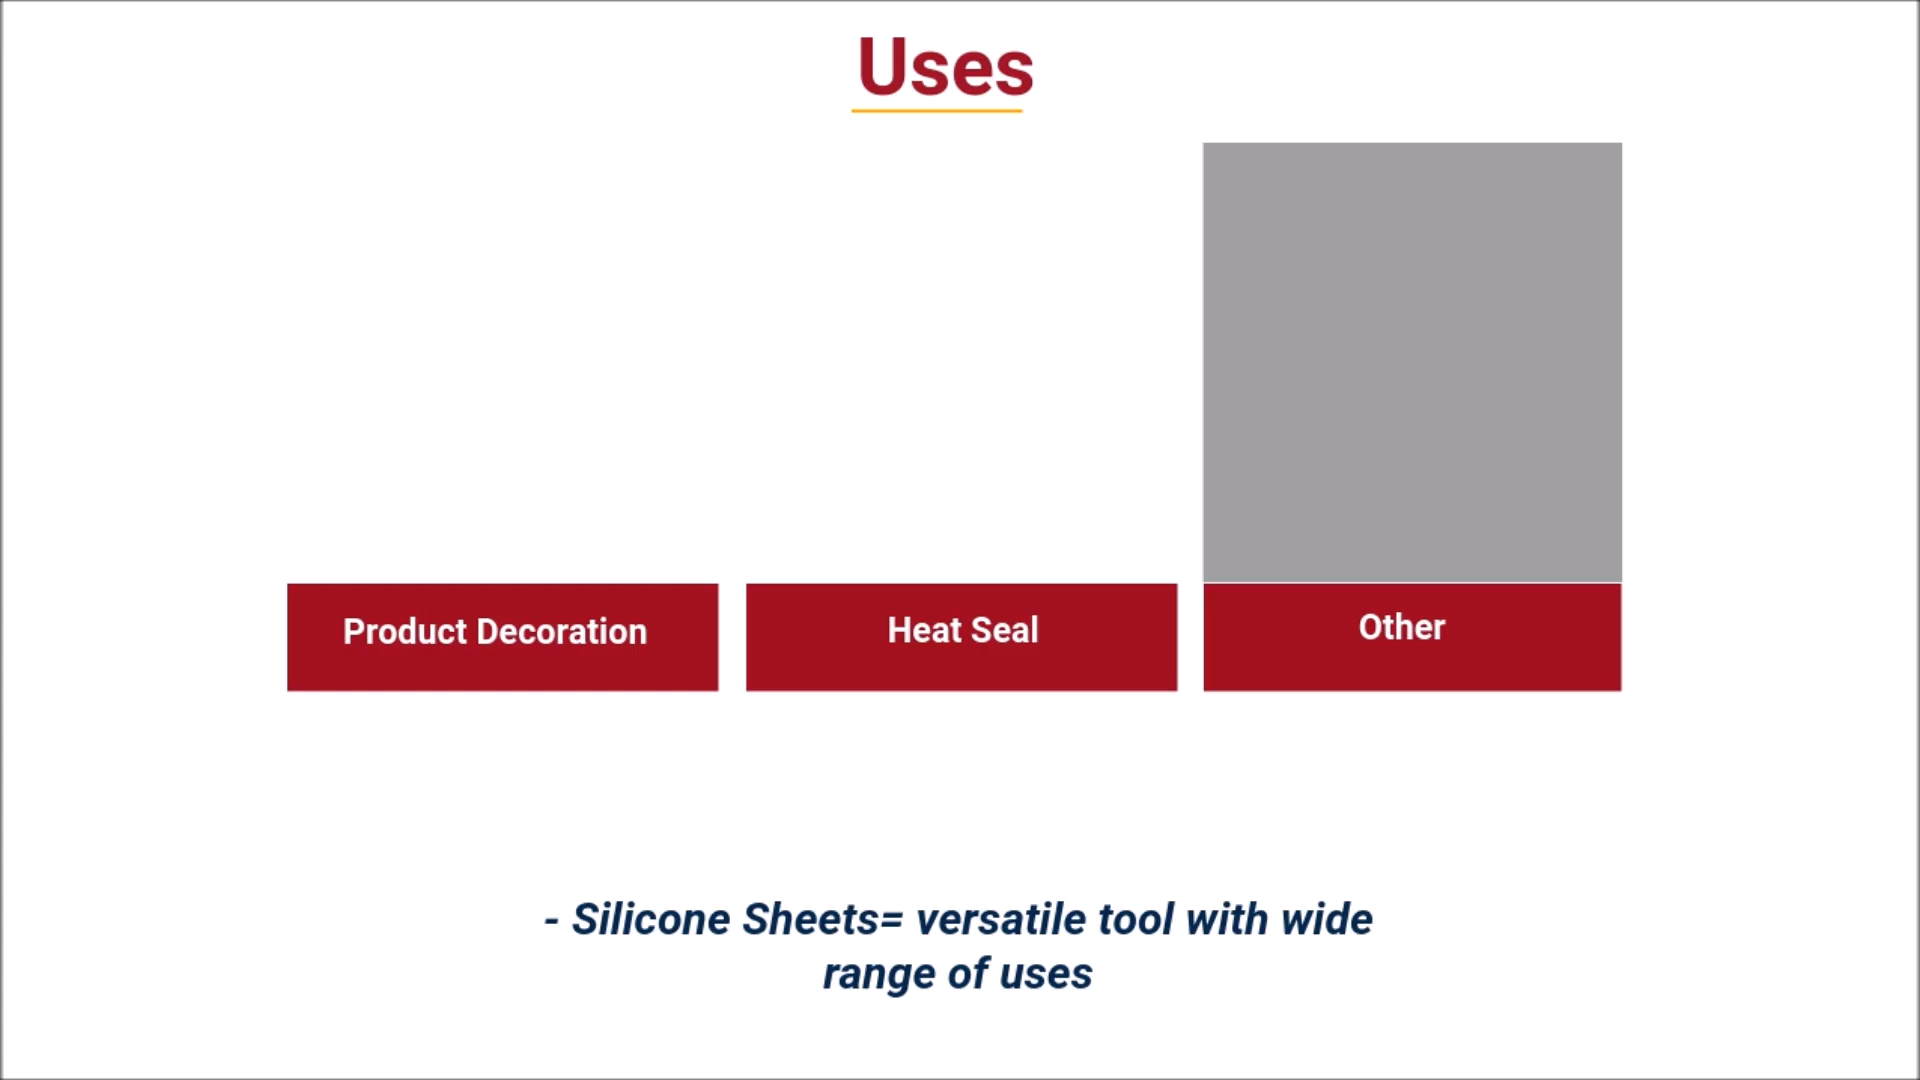 Uses
Product Decoration
Heat Seal
Other
- Silicone Sheets= versatile tool with wide
range of uses